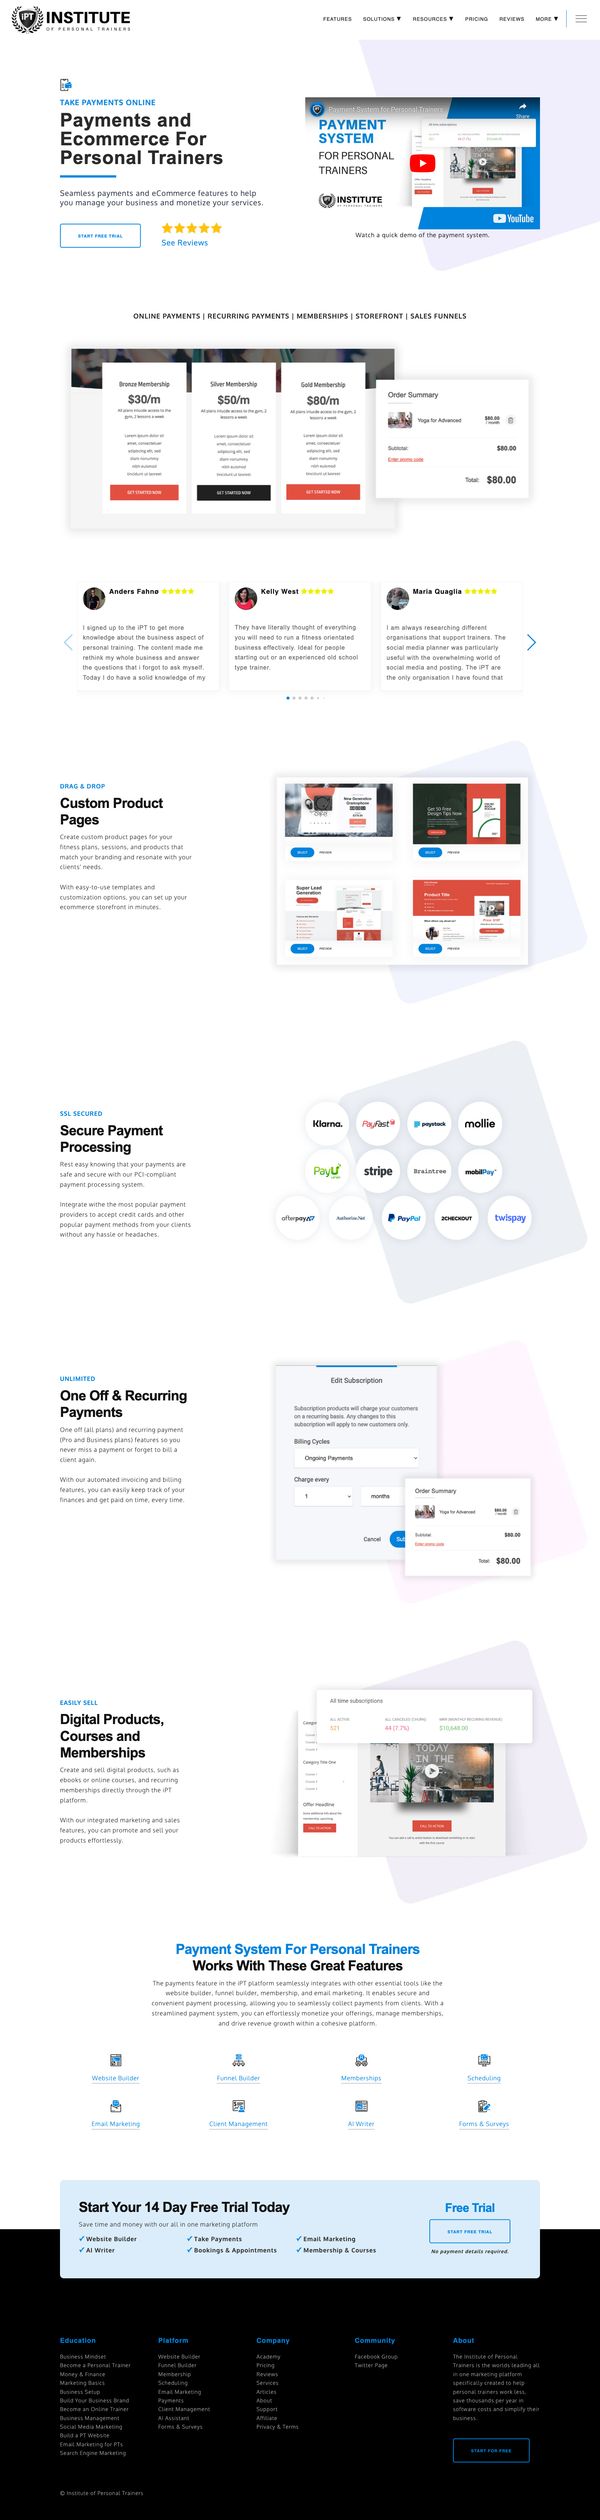 IPT INSTITUTE
OF PERSONAL TRAINERS
FEATURES SOLUTIONS ▼ RESOURCES ▼ PRICING REVIEWS MORE ▼
TAKE PAYMENTS ONLINE
Payments and
Ecommerce For
Personal Trainers
Seamless payments and eCommerce features to help
you manage your business and monetize your services.
START FREE TRIAL
See Reviews
Payment System for Personal Trainers
Share
PAYMENT
SYSTEM
FOR PERSONAL
TRAINERS
INSTITUTE
OF PERSONAL TRAINERS
YouTube
Watch a quick demo of the payment system.
ONLINE PAYMENTS | RECURRING PAYMENTS | MEMBERSHIPS | STOREFRONT | SALES FUNNELS
Bronze Membership
$30/m
All plans inlcude access to the gym,
2 lessons a week
Lorem ipsum dolor sit
amet, consectetuer
adipiscing elit, sed
diam nonummy
nibh euismod
tincidunt ut laoreet
GET STARTED NOW
Silver Membership
$50/m
All plans inlcude access to the gym, 2
lessons a week
Lorem ipsum dolor sit
amet, consectetuer
adipiscing elit, sed
diam nonummy
nibh euismod
tincidunt ut laoreet
GET STARTED NOW
Gold Membership
$80/m
All plans inlcude access to the gym,
2 lessons a week
Lorem ipsum dolor sit
amet, consectetuer
adipiscing elit, sed
diam nonummy
nibh euismod
tincidunt ut laoreet
GET STARTED NOW
Order Summary
Yoga for Advanced $80.00
/ month
Subtotal: $80.00
Enter promo code
Total: $80.00
Anders Fahnø
I signed up to the iPT to get more
knowledge about the business aspect of
personal training. The content made me
rethink my whole business and answer
the questions that I forgot to ask myself.
Today I do have a solid knowledge of my
Kelly West
They have literally thought of everything
you will need to run a fitness orientated
business effectively. Ideal for people
starting out or an experienced old school
type trainer.
Maria Quaglia
I am always researching different
organisations that support trainers. The
social media planner was particularly
useful with the overwhelming world of
social media and posting. The iPT are
the only organisation I have found that
DRAG & DROP
Custom Product
Pages
Create custom product pages for your
fitness plans, sessions, and products that
match your branding and resonate with your
clients' needs.
With easy-to-use templates and
customization options, you can set up your
ecommerce storefront in minutes.
New Generation
Gramophone
SELECT PREVIEW
Get 50 Free
Design Tips Now
SELECT PREVIEW
Super Lead
Generation
SELECT PREVIEW
Product Title
SELECT PREVIEW
SSL SECURED
Secure Payment
Processing
Rest easy knowing that your payments are
safe and secure with our PCI-compliant
payment processing system.
Integrate withe the most popular payment
providers to accept credit cards and other
popular payment methods from your clients
without any hassle or headaches.
Klarna. PayFast paystack mollie
PayU stripe Braintree mobilPay
afterpay Authorize.Net PayPal 2CHECKOUT twispay
UNLIMITED
One Off & Recurring
Payments
One off (all plans) and recurring payment
(Pro and Business plans) features so you
never miss a payment or forget to bill a
client again.
With our automated invoicing and billing
features, you can easily keep track of your
finances and get paid on time, every time.
Edit Subscription
Subscription products will charge your customers
on a recurring basis. Any changes to this
subscription will apply to new customers only.
Billing Cycles
Ongoing Payments
Charge every
1 months
Cancel
Order Summary
Yoga for Advanced $80.00
/ month
Subtotal: $80.00
Enter promo code
Total: $80.00
EASILY SELL
Digital Products,
Courses and
Memberships
Create and sell digital products, such as
ebooks or online courses, and recurring
memberships directly through the iPT
platform.
With our integrated marketing and sales
features, you can promote and sell your
products effortlessly.
All time subscriptions
ALL ACTIVE ALL CANCELED (CHURN) MRR (MONTHLY RECURRING REVENUE)
521 44 (7.7%) $10,648.00
Category Title One
TODAY
IN THE
Offer Headline
CALL TO ACTION
CALL TO ACTION
Payment System For Personal Trainers
Works With These Great Features
The payments feature in the iPT platform seamlessly integrates with other essential tools like the
website builder, funnel builder, membership, and email marketing. It enables secure and
convenient payment processing, allowing you to seamlessly collect payments from clients. With a
streamlined payment system, you can effortlessly monetize your offerings, manage memberships,
and drive revenue growth within a cohesive platform.
Website Builder Funnel Builder Memberships Scheduling
Email Marketing Client Management AI Writer Forms & Surveys
Start Your 14 Day Free Trial Today
Save time and money with our all in one marketing platform
✓ Website Builder ✓ Take Payments ✓ Email Marketing
✓ AI Writer ✓ Bookings & Appointments ✓ Membership & Courses
Free Trial
START FREE TRIAL
No payment details required.
Education
Business Mindset
Become a Personal Trainer
Money & Finance
Marketing Basics
Business Setup
Build Your Business Brand
Become an Online Trainer
Business Management
Social Media Marketing
Build a PT Website
Email Marketing for PTs
Search Engine Marketing
Platform
Website Builder
Funnel Builder
Membership
Scheduling
Email Marketing
Payments
Client Management
AI Assistant
Forms & Surveys
Company
Academy
Pricing
Reviews
Services
Articles
About
Support
Affiliate
Privacy & Terms
Community
Facebook Group
Twitter Page
About
The Institute of Personal
Trainers is the worlds leading all
in one marketing platform
specifically created to help
personal trainers work less,
save thousands per year in
software costs and simplify their
business.
START FOR FREE
© Institute of Personal Trainers